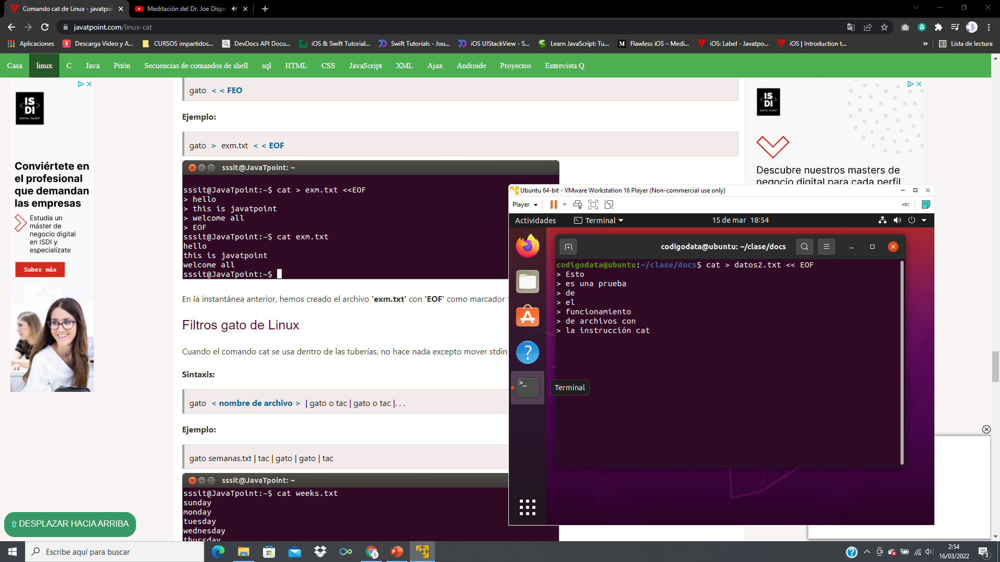 Comando cat de Linux - javatpoin
Meditación del Dr. Joe Dispe
javatpoint.com/linux-cat
Aplicaciones
Descarga Video y A...
CURSOS impartidos...
DevDocs API Docu...
iOS & Swift Tutorial...
Swift Tutorials - Jou...
iOS UIStackView - S...
Learn JavaScript: Tu...
Flawless iOS – Medi...
iOS: Label - Javatpo...
iOS | Introduction t...
»
Lista de lectura
Casa
linux
C
Java
Pitón
Secuencias de comandos de shell
sql
HTML
CSS
JavaScript
XML
Ajax
Androide
Proyectos
Entrevista Q
<IS
DI>
DIGITAL TALENT
Conviértete en
el profesional
que demandan
las empresas
Estudia un
máster de
negocio digital
en ISDI y
especialízate
Saber más
gato < < FEO
Ejemplo:
gato > exm.txt < < EOF
sssit@JavaTpoint: ~
sssit@JavaTpoint:~$ cat > exm.txt <<EOF
> hello
> this is javatpoint
> welcome all
> EOF
sssit@JavaTpoint:~$ cat exm.txt
hello
this is javatpoint
welcome all
sssit@JavaTpoint:~$
En la instantánea anterior, hemos creado el archivo 'exm.txt' con 'EOF' como marcador
Filtros gato de Linux
Cuando el comando cat se usa dentro de las tuberías, no hace nada excepto mover stdin
Sintaxis:
gato < nombre de archivo > | gato o tac | gato o tac |. . .
Ejemplo:
gato semanas.txt | tac | gato | gato | tac
sssit@JavaTpoint: ~
sssit@JavaTpoint:~$ cat weeks.txt
sunday
monday
tuesday
wednesday
thursday
⇧ DESPLAZAR HACIA ARRIBA
<IS
DI>
DIGITAL TALENT
Descubre nuestros masters de
negocio digital para cada perfil
Ubuntu 64-bit - VMware Workstation 16 Player (Non-commercial use only)
Player
Actividades
Terminal
15 de mar 18:54
codigodata@ubuntu: ~/clase/docs
codigodata@ubuntu:~/clase/docs$ cat > datos2.txt << EOF
> Esto
> es una prueba
> de
> el
> funcionamiento
> de archivos con
> la instrucción cat
Terminal
Escribe aquí para buscar
2:54
16/03/2022
3